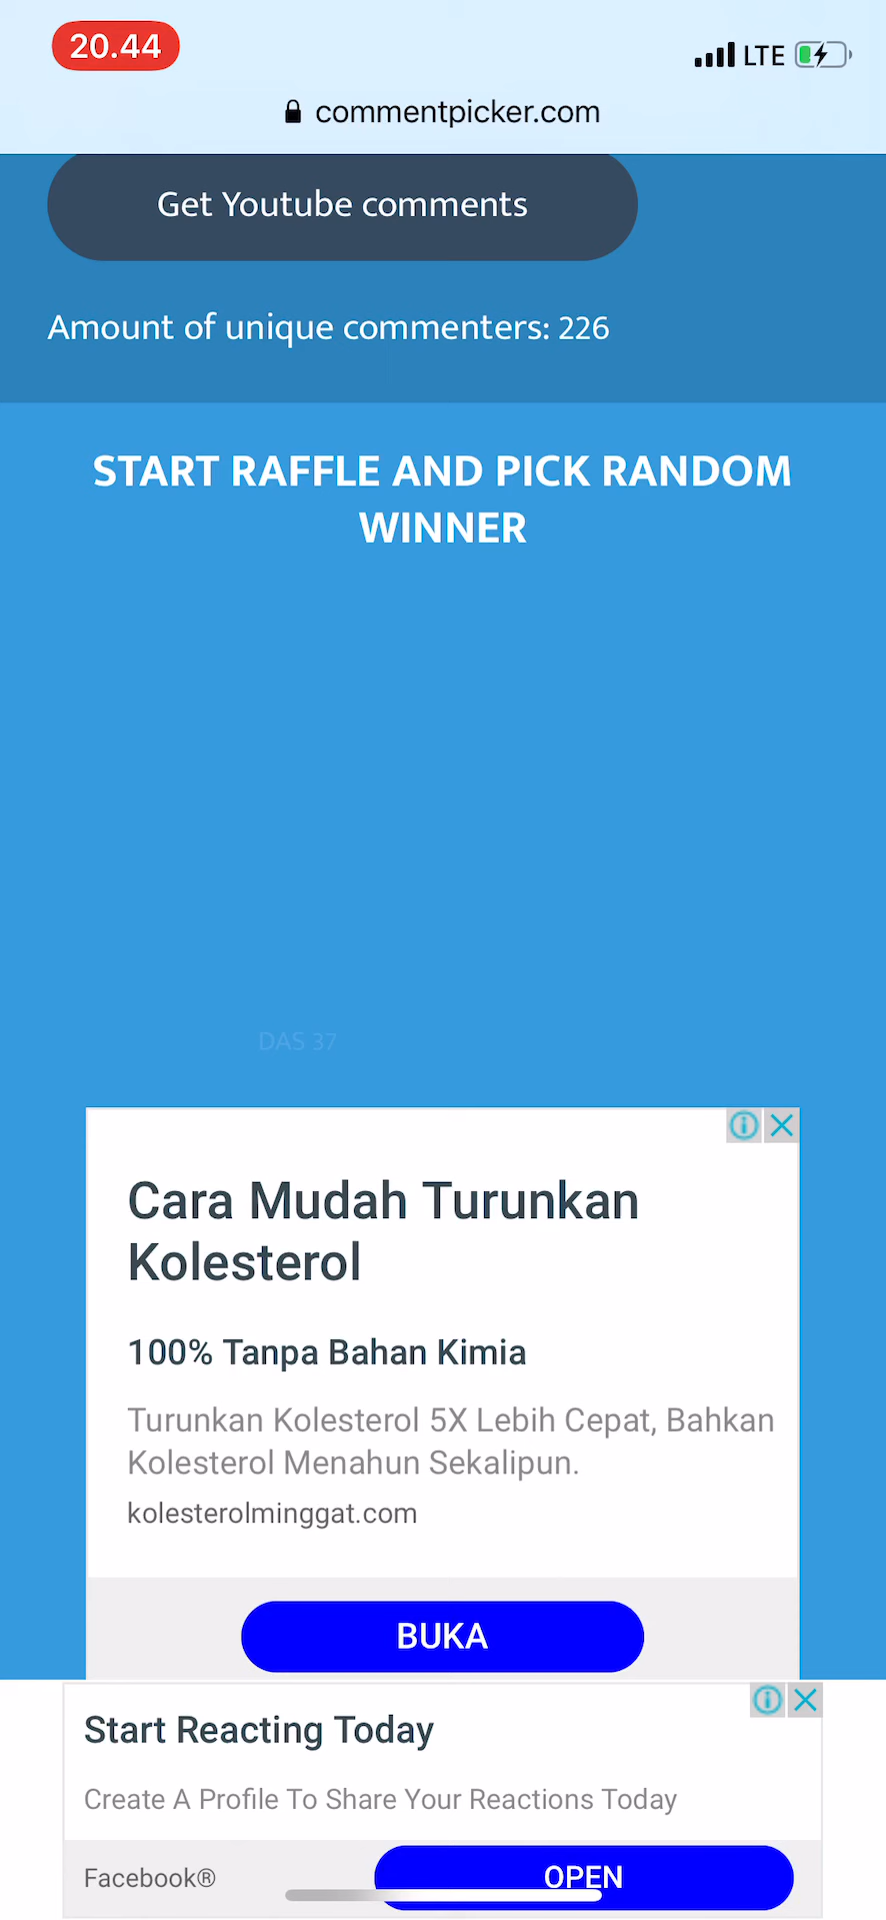 20.44
LTE
commentpicker.com
Get Youtube comments
Amount of unique commenters: 226
START RAFFLE AND PICK RANDOM
WINNER
DAS 37
Cara Mudah Turunkan
Kolesterol
100% Tanpa Bahan Kimia
Turunkan Kolesterol 5X Lebih Cepat, Bahkan
Kolesterol Menahun Sekalipun.
kolesterolminggat.com
BUKA
Start Reacting Today
Create A Profile To Share Your Reactions Today
Facebook®
OPEN